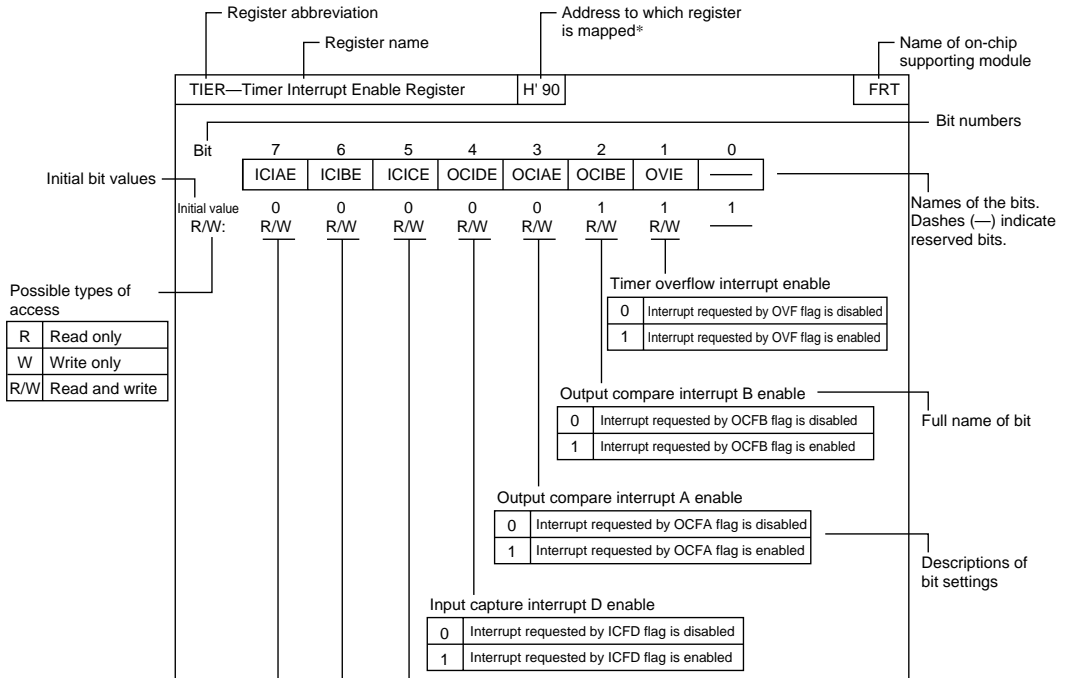 Register abbreviation
Register name
Address to which register
is mapped*
Name of on-chip
supporting module
TIER—Timer Interrupt Enable Register
H' 90
FRT
Bit numbers
Bit 7 6 5 4 3 2 1 0
ICIAE ICIBE ICICE OCIDE OCIAE OCIBE OVIE —
Initial bit values
Initial value 0 0 0 0 0 1 1 1
R/W: R/W R/W R/W R/W R/W R/W R/W —
Names of the bits.
Dashes (—) indicate
reserved bits.
Possible types of
access
R Read only
W Write only
R/W Read and write
Timer overflow interrupt enable
0 Interrupt requested by OVF flag is disabled
1 Interrupt requested by OVF flag is enabled
Output compare interrupt B enable
0 Interrupt requested by OCFB flag is disabled
1 Interrupt requested by OCFB flag is enabled
Full name of bit
Output compare interrupt A enable
0 Interrupt requested by OCFA flag is disabled
1 Interrupt requested by OCFA flag is enabled
Descriptions of
bit settings
Input capture interrupt D enable
0 Interrupt requested by ICFD flag is disabled
1 Interrupt requested by ICFD flag is enabled